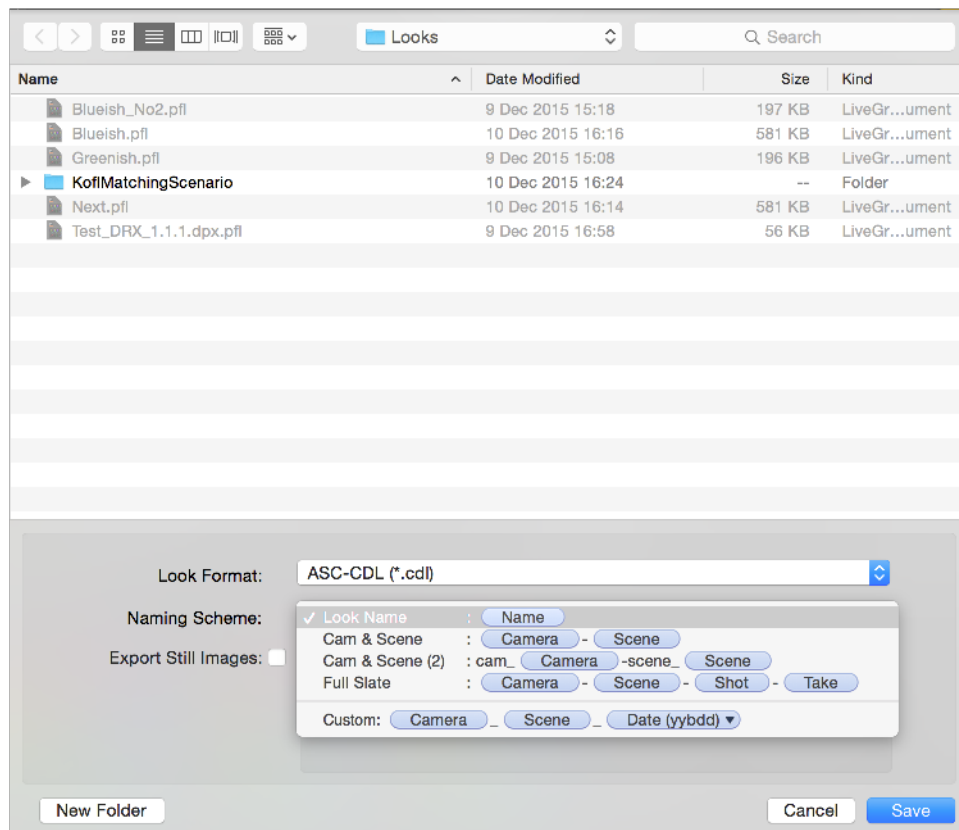 Looks Search
Name Date Modified Size Kind
Blueish_No2.pfl 9 Dec 2015 15:18 197 KB LiveGr...ument
Blueish.pfl 10 Dec 2015 16:16 581 KB LiveGr...ument
Greenish.pfl 9 Dec 2015 15:08 196 KB LiveGr...ument
KoflMatchingScenario 10 Dec 2015 16:24 -- Folder
Next.pfl 10 Dec 2015 16:14 581 KB LiveGr...ument
Test_DRX_1.1.1.dpx.pfl 9 Dec 2015 16:58 56 KB LiveGr...ument
Look Format: ASC-CDL (*.cdl)
Naming Scheme: ✓ Look Name : Name
Cam & Scene : Camera - Scene
Export Still Images: Cam & Scene (2) : cam_ Camera -scene_ Scene
Full Slate : Camera - Scene - Shot - Take
Custom: Camera _ Scene _ Date (yybdd) ▾
New Folder Cancel Save